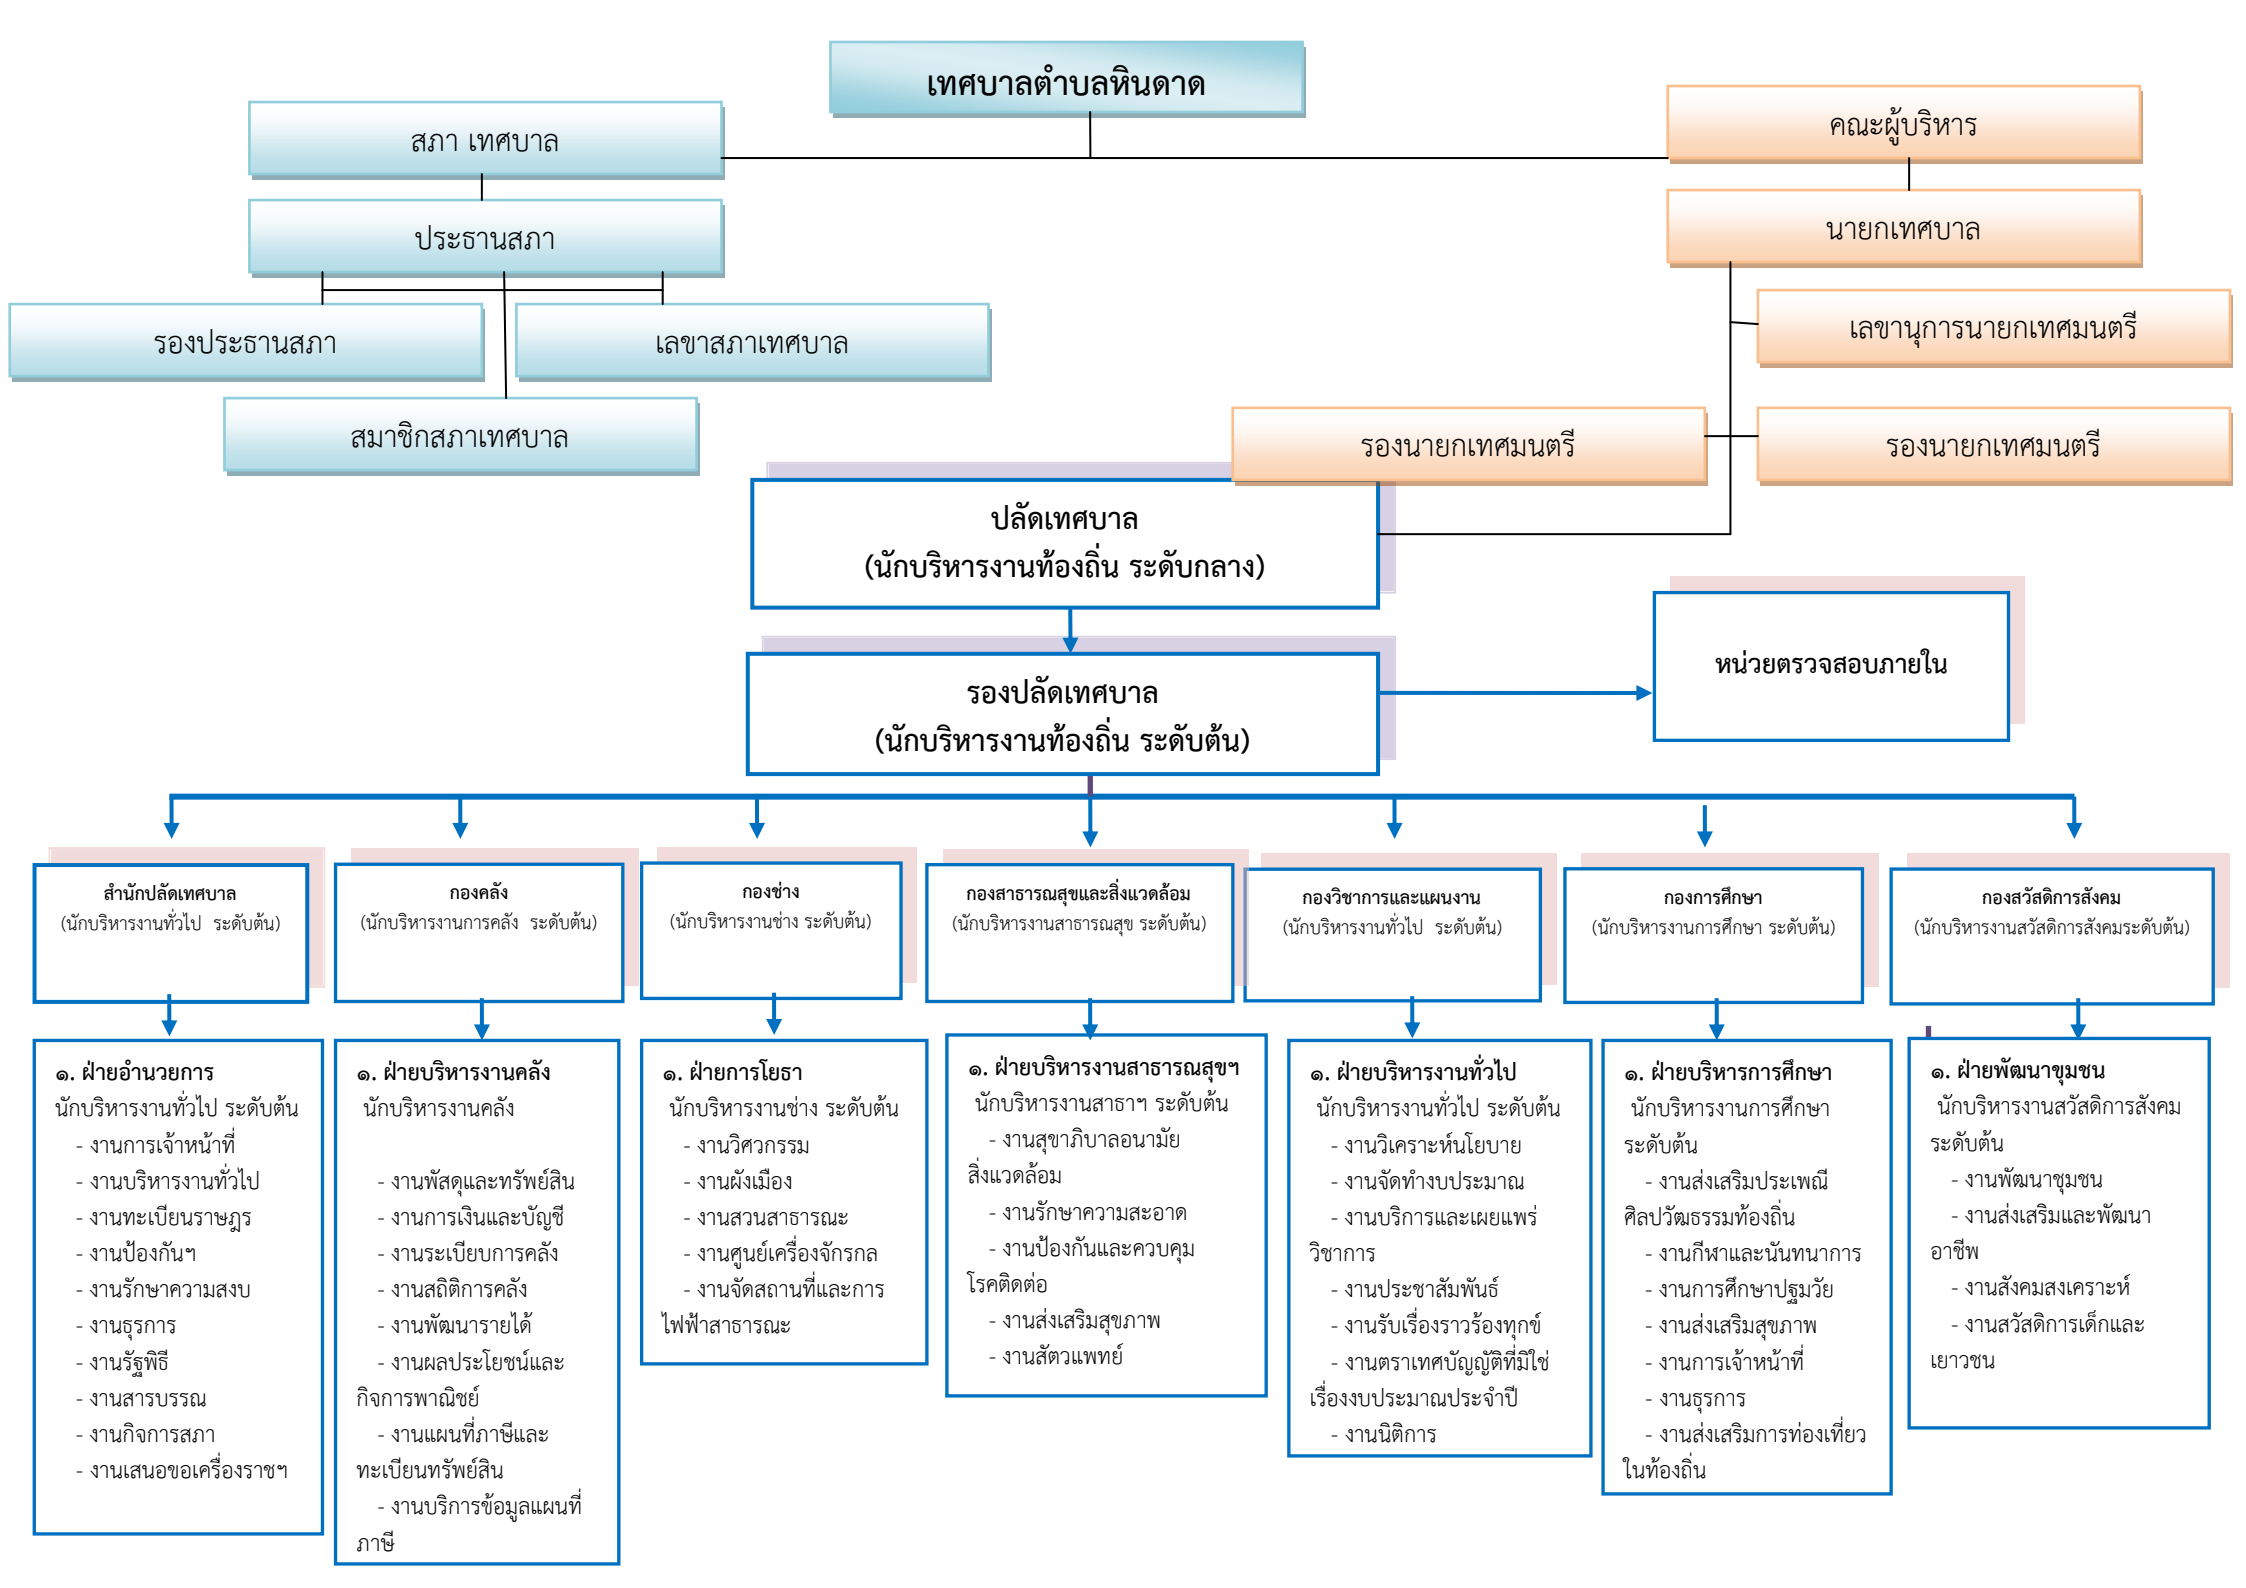 เทศบาลตำบลหินดาด
สภา เทศบาล
คณะผู้บริหาร
ประธานสภา
นายกเทศบาล
รองประธานสภา
เลขาสภาเทศบาล
เลขานุการนายกเทศมนตรี
สมาชิกสภาเทศบาล
รองนายกเทศมนตรี
รองนายกเทศมนตรี
ปลัดเทศบาล
(นักบริหารงานท้องถิ่น ระดับกลาง)
หน่วยตรวจสอบภายใน
รองปลัดเทศบาล
(นักบริหารงานท้องถิ่น ระดับต้น)
สำนักปลัดเทศบาล
(นักบริหารงานทั่วไป ระดับต้น)
กองคลัง
(นักบริหารงานการคลัง ระดับต้น)
กองช่าง
(นักบริหารงานช่าง ระดับต้น)
กองสาธารณสุขและสิ่งแวดล้อม
(นักบริหารงานสาธารณสุข ระดับต้น)
กองวิชาการและแผนงาน
(นักบริหารงานทั่วไป ระดับต้น)
กองการศึกษา
(นักบริหารงานการศึกษา ระดับต้น)
กองสวัสดิการสังคม
(นักบริหารงานสวัสดิการสังคมระดับต้น)
๑. ฝ่ายอำนวยการ
นักบริหารงานทั่วไป ระดับต้น
- งานการเจ้าหน้าที่
- งานบริหารงานทั่วไป
- งานทะเบียนราษฎร
- งานป้องกันฯ
- งานรักษาความสงบ
- งานธุรการ
- งานรัฐพิธี
- งานสารบรรณ
- งานกิจการสภา
- งานเสนอขอเครื่องราชฯ
๑. ฝ่ายบริหารงานคลัง
นักบริหารงานคลัง
- งานพัสดุและทรัพย์สิน
- งานการเงินและบัญชี
- งานระเบียบการคลัง
- งานสถิติการคลัง
- งานพัฒนารายได้
- งานผลประโยชน์และ
กิจการพาณิชย์
- งานแผนที่ภาษีและ
ทะเบียนทรัพย์สิน
- งานบริการข้อมูลแผนที่
ภาษี
๑. ฝ่ายการโยธา
นักบริหารงานช่าง ระดับต้น
- งานวิศวกรรม
- งานผังเมือง
- งานสวนสาธารณะ
- งานศูนย์เครื่องจักรกล
- งานจัดสถานที่และการ
ไฟฟ้าสาธารณะ
๑. ฝ่ายบริหารงานสาธารณสุขฯ
นักบริหารงานสาธาฯ ระดับต้น
- งานสุขาภิบาลอนามัย
สิ่งแวดล้อม
- งานรักษาความสะอาด
- งานป้องกันและควบคุม
โรคติดต่อ
- งานส่งเสริมสุขภาพ
- งานสัตวแพทย์
๑. ฝ่ายบริหารงานทั่วไป
นักบริหารงานทั่วไป ระดับต้น
- งานวิเคราะห์นโยบาย
- งานจัดทำงบประมาณ
- งานบริการและเผยแพร่
วิชาการ
- งานประชาสัมพันธ์
- งานรับเรื่องราวร้องทุกข์
- งานตราเทศบัญญัติที่มิใช่
เรื่องงบประมาณประจำปี
- งานนิติการ
๑. ฝ่ายบริหารการศึกษา
นักบริหารงานการศึกษา
ระดับต้น
- งานส่งเสริมประเพณี
ศิลปวัฒธรรมท้องถิ่น
- งานกีฬาและนันทนาการ
- งานการศึกษาปฐมวัย
- งานส่งเสริมสุขภาพ
- งานการเจ้าหน้าที่
- งานธุรการ
- งานส่งเสริมการท่องเที่ยว
ในท้องถิ่น
๑. ฝ่ายพัฒนาขุมชน
นักบริหารงานสวัสดิการสังคม
ระดับต้น
- งานพัฒนาชุมชน
- งานส่งเสริมและพัฒนา
อาชีพ
- งานสังคมสงเคราะห์
- งานสวัสดิการเด็กและ
เยาวชน